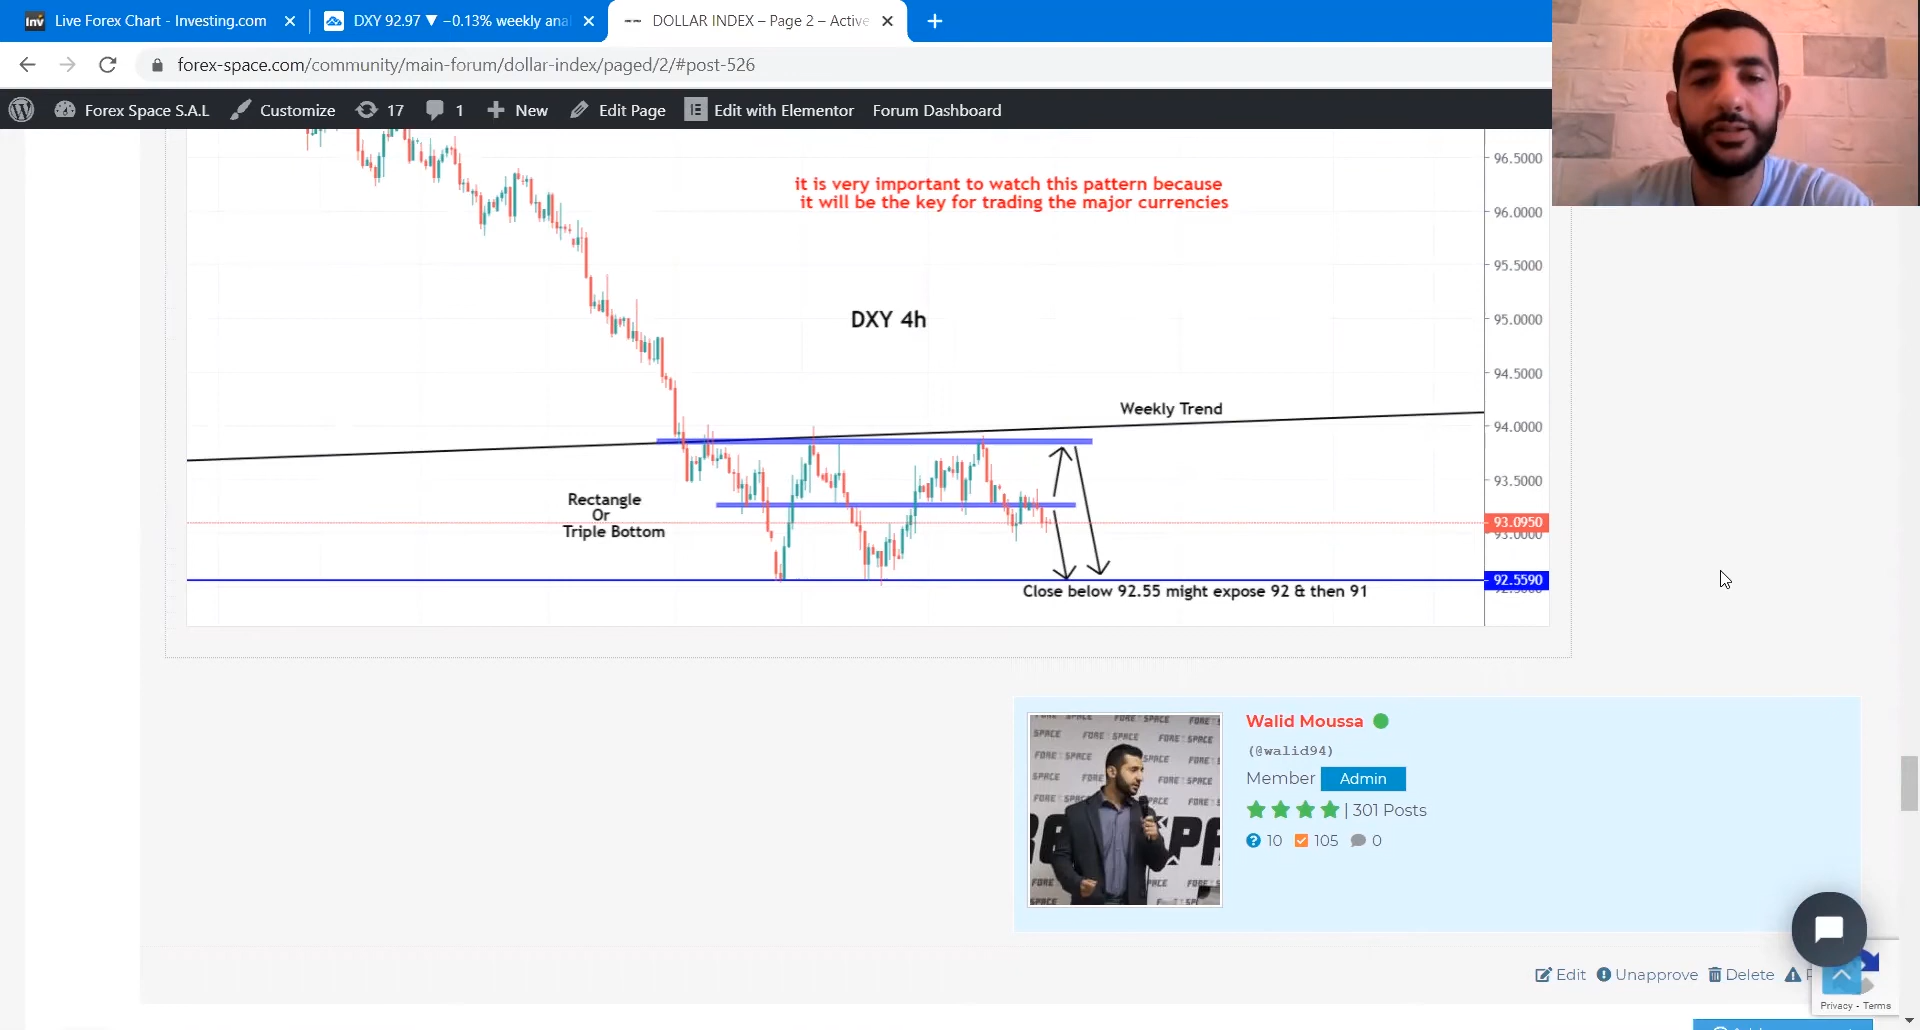 Live Forex Chart - Investing.com
DXY 92.97 ▼ −0.13% weekly ana
DOLLAR INDEX – Page 2 – Active
forex-space.com/community/main-forum/dollar-index/paged/2/#post-526
Forex Space S.A.L
Customize
17
1
New
Edit Page
Edit with Elementor
Forum Dashboard
96.5000
it is very important to watch this pattern because
it will be the key for trading the major currencies
96.0000
95.5000
DXY 4h
95.0000
94.5000
Weekly Trend
94.0000
93.5000
Rectangle
Or
Triple Bottom
93.0950
93.0000
92.5590
Close below 92.55 might expose 92 & then 91
Walid Moussa
(@walid94)
Member Admin
| 301 Posts
10 105 0
Edit Unapprove Delete
Privacy - Terms